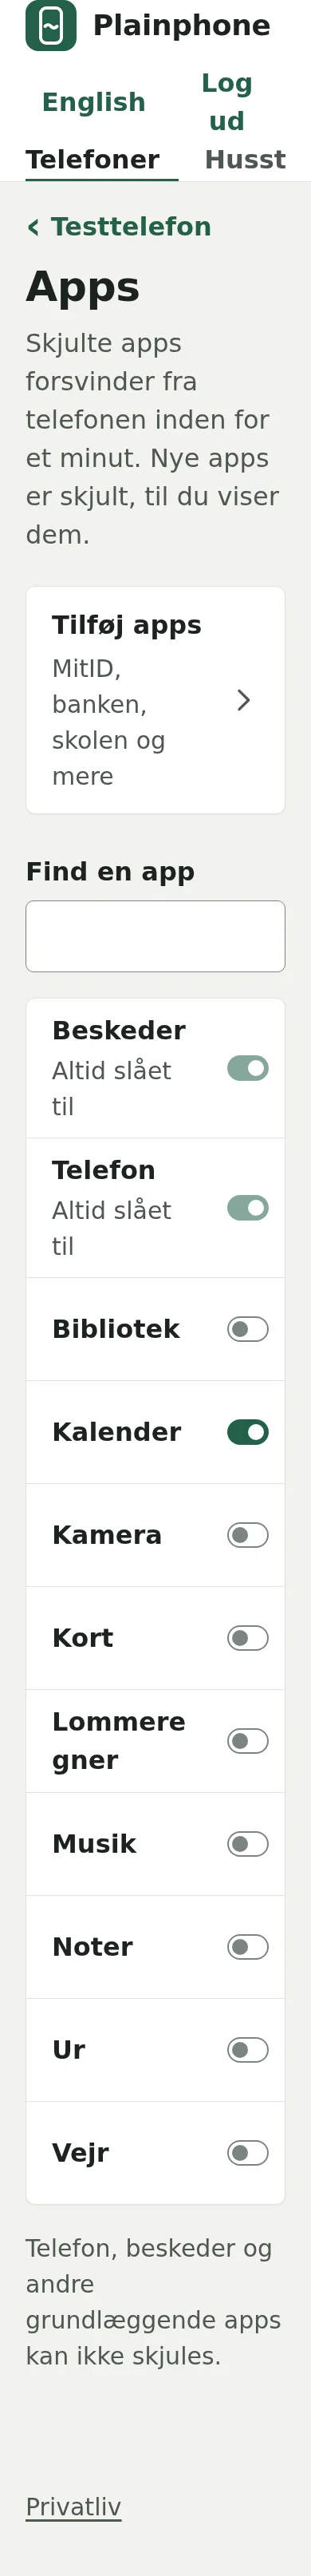 Plainphone
English
Log
ud
Telefoner
Husst
‹ Testtelefon
Apps
Skjulte apps
forsvinder fra
telefonen inden for
et minut. Nye apps
er skjult, til du viser
dem.
Tilføj apps
MitID,
banken,
skolen og
mere
Find en app
Beskeder
Altid slået
til
Telefon
Altid slået
til
Bibliotek
Kalender
Kamera
Kort
Lommere
gner
Musik
Noter
Ur
Vejr
Telefon, beskeder og
andre
grundlæggende apps
kan ikke skjules.
Privatliv